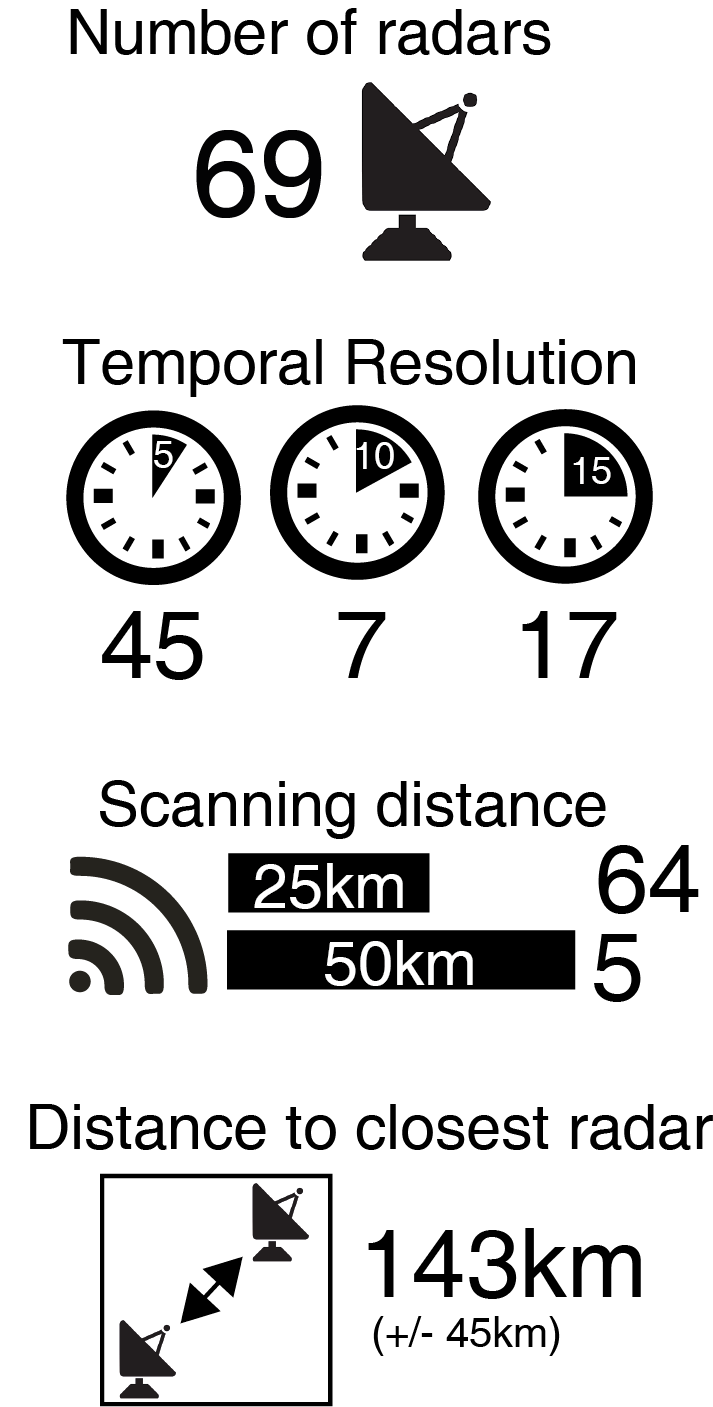 Number of radars
69
Temporal Resolution
5 10 15
45 7 17
Scanning distance
25km 64
50km 5
Distance to closest radar
143km
(+/- 45km)